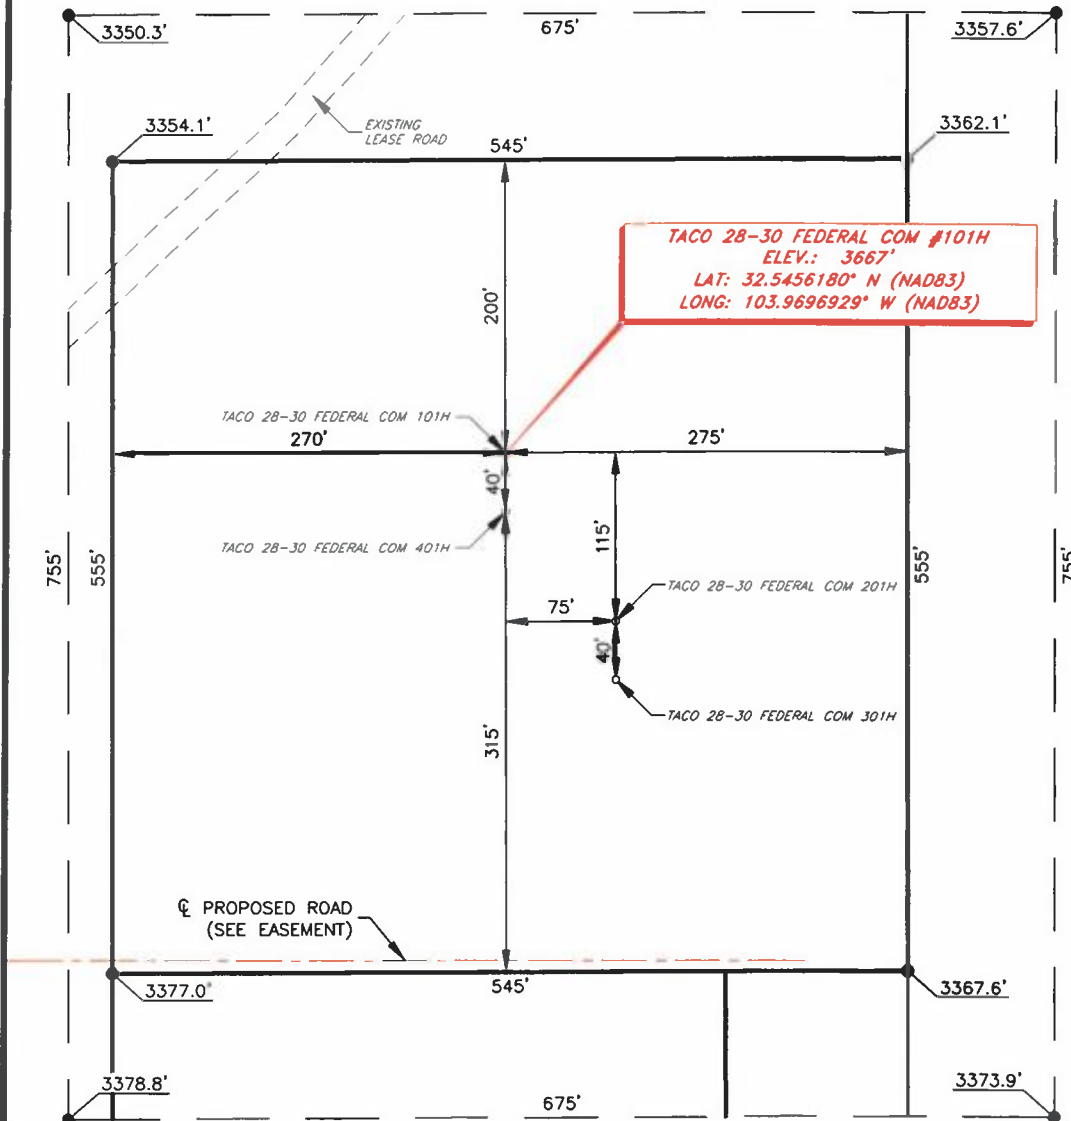 3350.3'
675'
3357.6'
3354.1'
EXISTING
LEASE ROAD
545'
3362.1'
TACO 28-30 FEDERAL COM #101H
ELEV.: 3667'
LAT: 32.5456180° N (NAD83)
LONG: 103.9696929° W (NAD83)
200'
TACO 28-30 FEDERAL COM 101H
270'
275'
40'
TACO 28-30 FEDERAL COM 401H
115'
755'
555'
555'
755'
TACO 28-30 FEDERAL COM 201H
75'
40'
TACO 28-30 FEDERAL COM 301H
315'
℄ PROPOSED ROAD
(SEE EASEMENT)
3377.0'
545'
3367.6'
3378.8'
675'
3373.9'